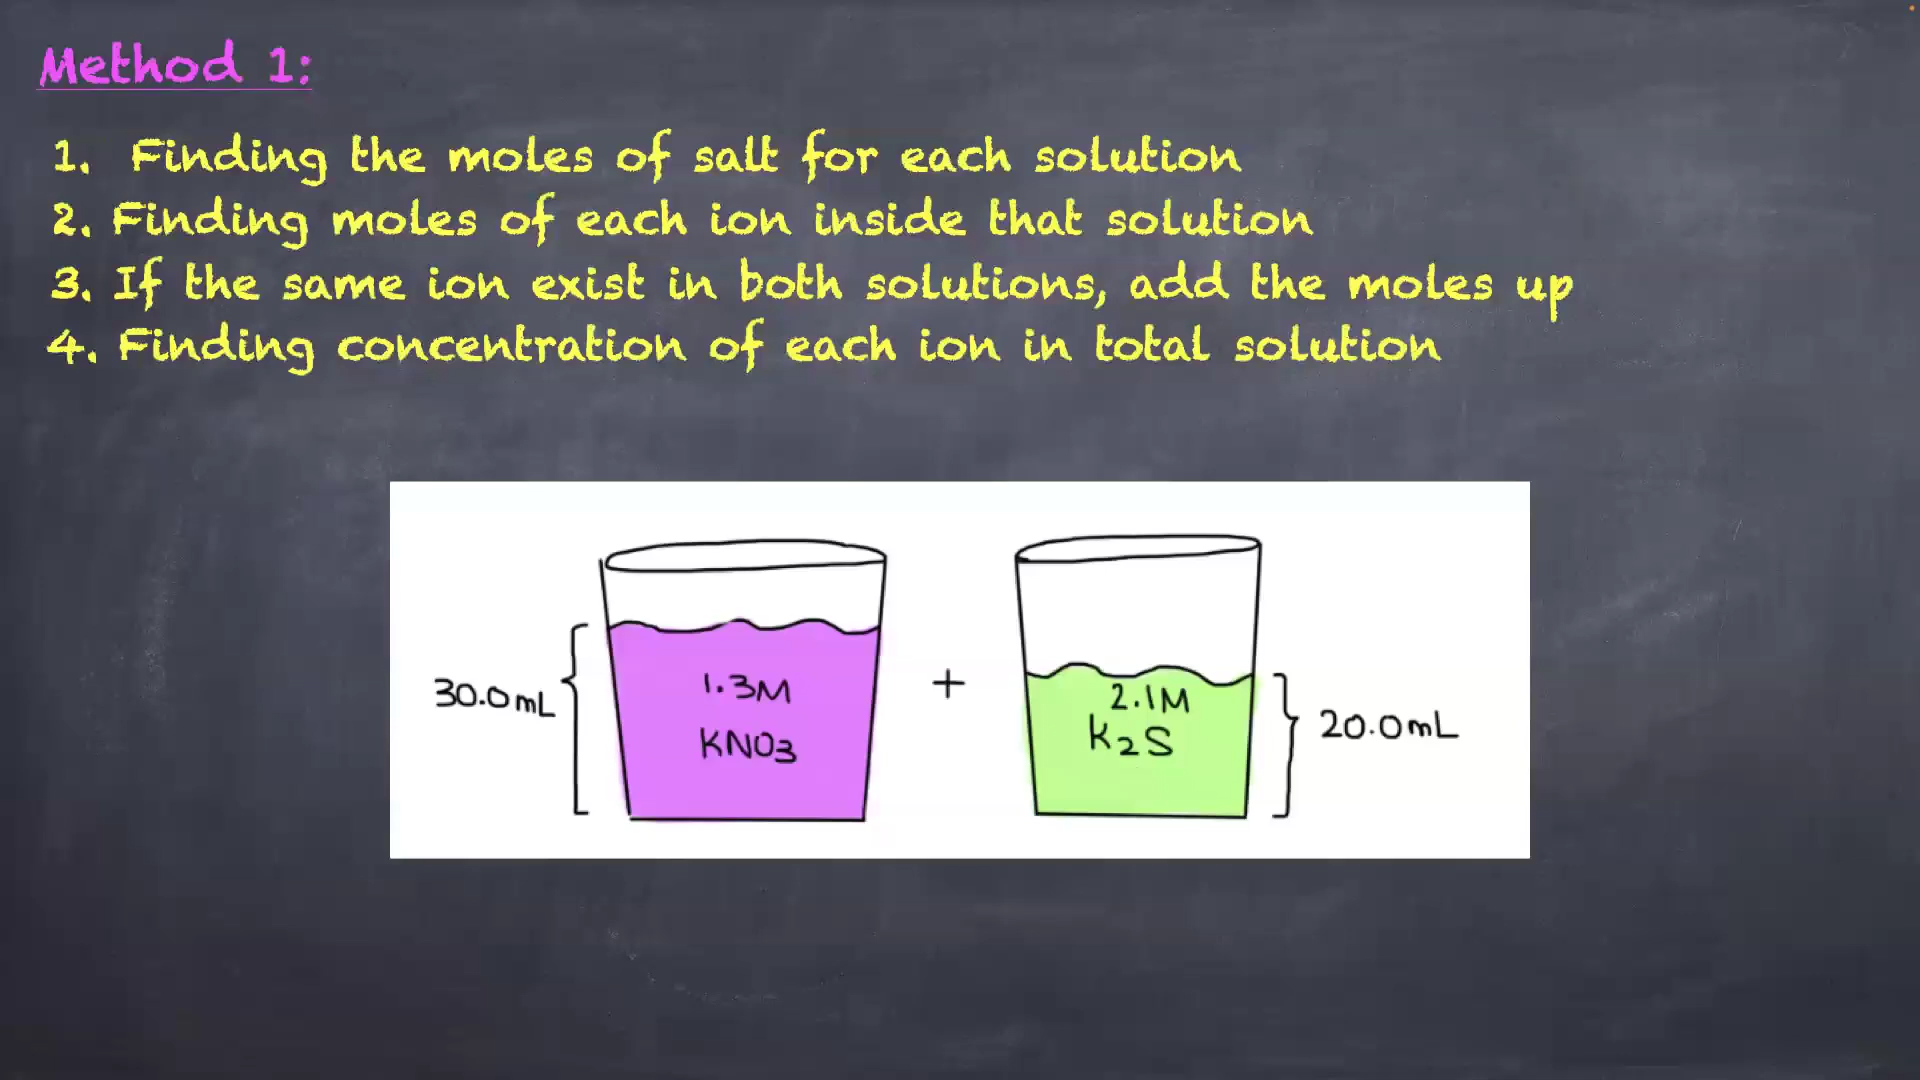 Method 1:
1. Finding the moles of salt for each solution
2. Finding moles of each ion inside that solution
3. If the same ion exist in both solutions, add the moles up
4. Finding concentration of each ion in total solution
30.0mL
1.3M
KNO3
+
2.1M
K2S
20.0mL